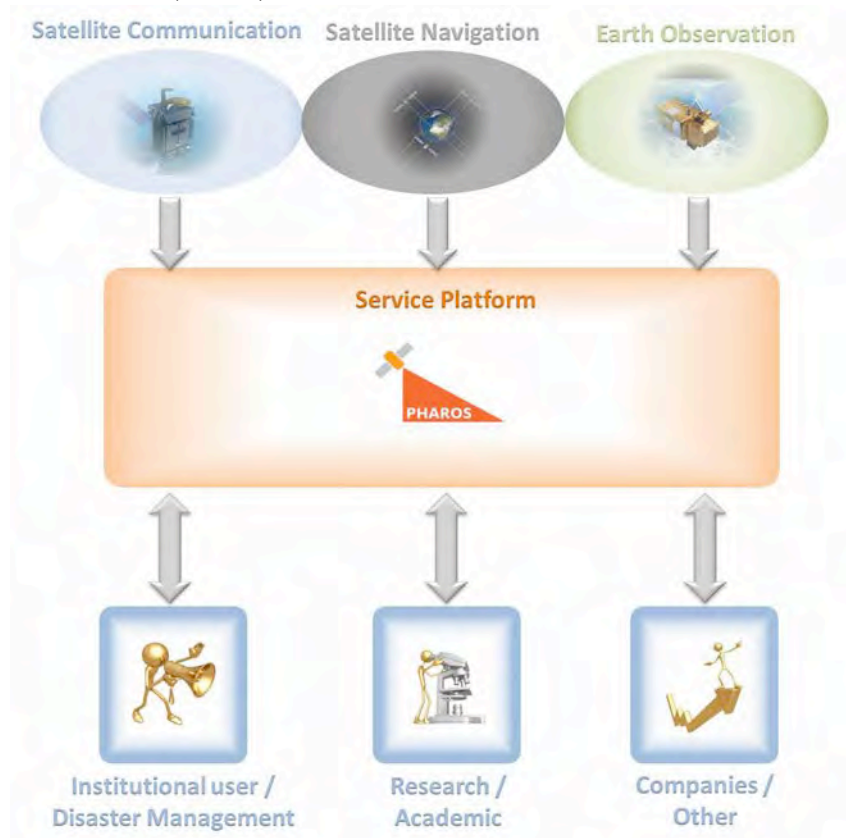 Satellite Communication
Satellite Navigation
Earth Observation
Service Platform
PHAROS
Institutional user /
Disaster Management
Research /
Academic
Companies /
Other